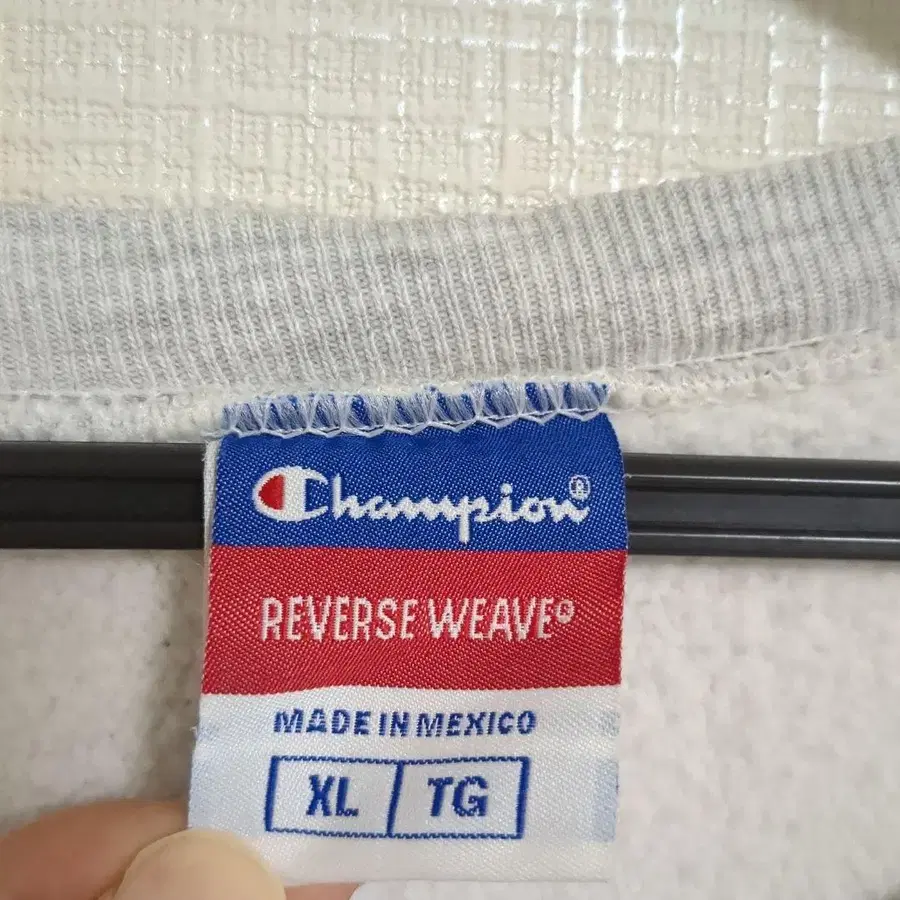 Champion®
REVERSE WEAVE®
MADE IN MEXICO
XL TG